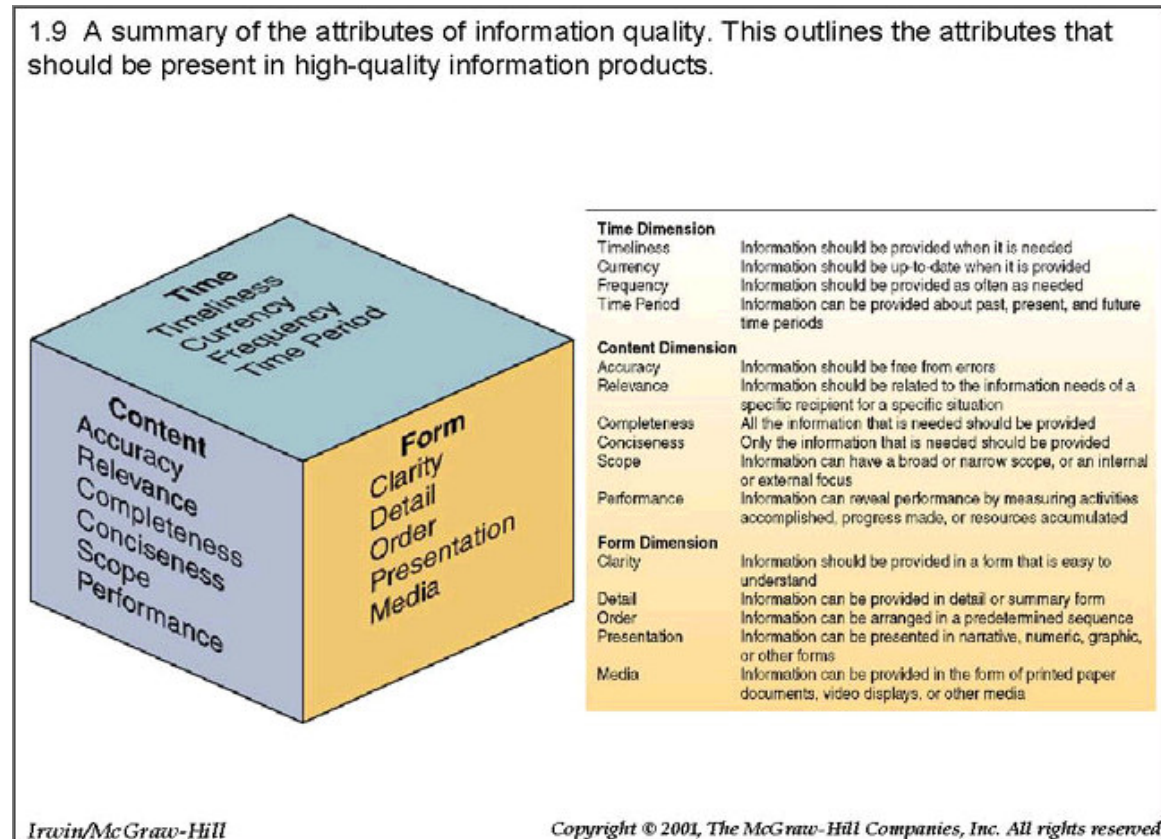 1.9 A summary of the attributes of information quality. This outlines the attributes that
should be present in high-quality information products.
Time
Timeliness
Currency
Frequency
Time Period
Content
Accuracy
Relevance
Completeness
Conciseness
Scope
Performance
Form
Clarity
Detail
Order
Presentation
Media
Time Dimension
Timeliness Information should be provided when it is needed
Currency Information should be up-to-date when it is provided
Frequency Information should be provided as often as needed
Time Period Information can be provided about past, present, and future
time periods
Content Dimension
Accuracy Information should be free from errors
Relevance Information should be related to the information needs of a
specific recipient for a specific situation
Completeness All the information that is needed should be provided
Conciseness Only the information that is needed should be provided
Scope Information can have a broad or narrow scope, or an internal
or external focus
Performance Information can reveal performance by measuring activities
accomplished, progress made, or resources accumulated
Form Dimension
Clarity Information should be provided in a form that is easy to
understand
Detail Information can be provided in detail or summary form
Order Information can be arranged in a predetermined sequence
Presentation Information can be presented in narrative, numeric, graphic,
or other forms
Media Information can be provided in the form of printed paper
documents, video displays, or other media
Irwin/McGraw-Hill
Copyright © 2001, The McGraw-Hill Companies, Inc. All rights reserved